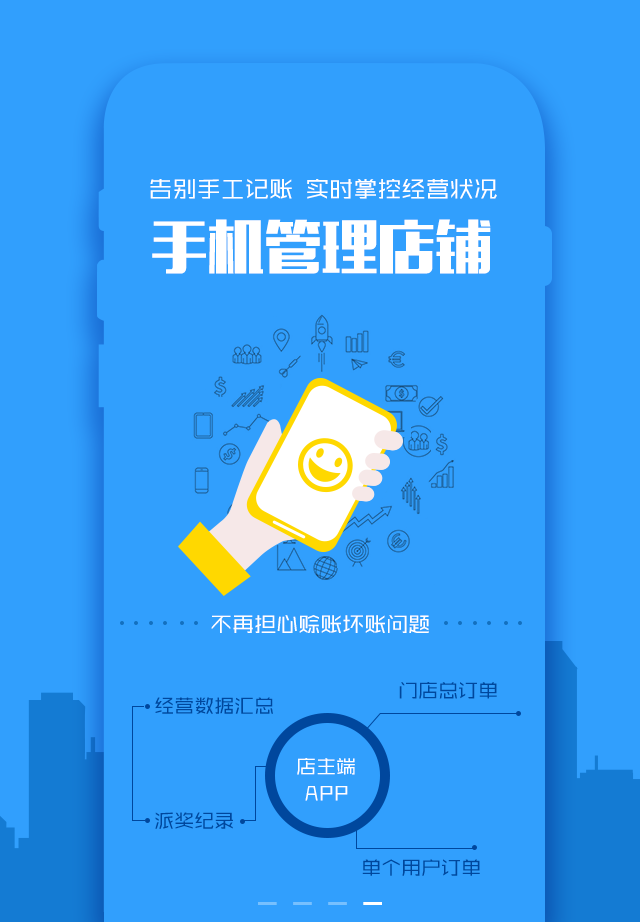 告别手工记账 实时掌控经营状况
手机管理店铺
不再担心赊账坏账问题
门店总订单
经营数据汇总
店主端
APP
派奖纪录
单个用户订单